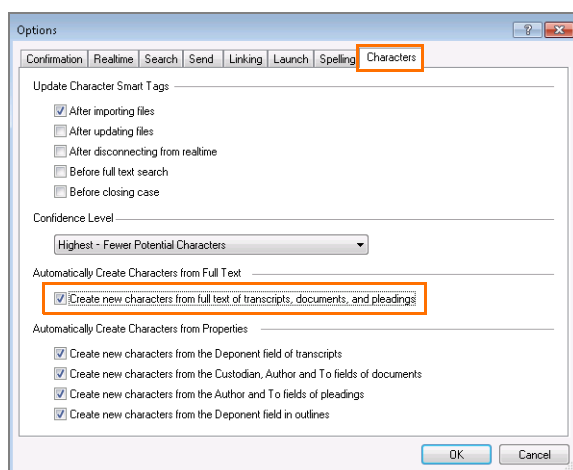 Options
Confirmation Realtime Search Send Linking Launch Spelling Characters
Update Character Smart Tags
After importing files
After updating files
After disconnecting from realtime
Before full text search
Before closing case
Confidence Level
Highest - Fewer Potential Characters
Automatically Create Characters from Full Text
Create new characters from full text of transcripts, documents, and pleadings
Automatically Create Characters from Properties
Create new characters from the Deponent field of transcripts
Create new characters from the Custodian, Author and To fields of documents
Create new characters from the Author and To fields of pleadings
Create new characters from the Deponent field in outlines
OK Cancel